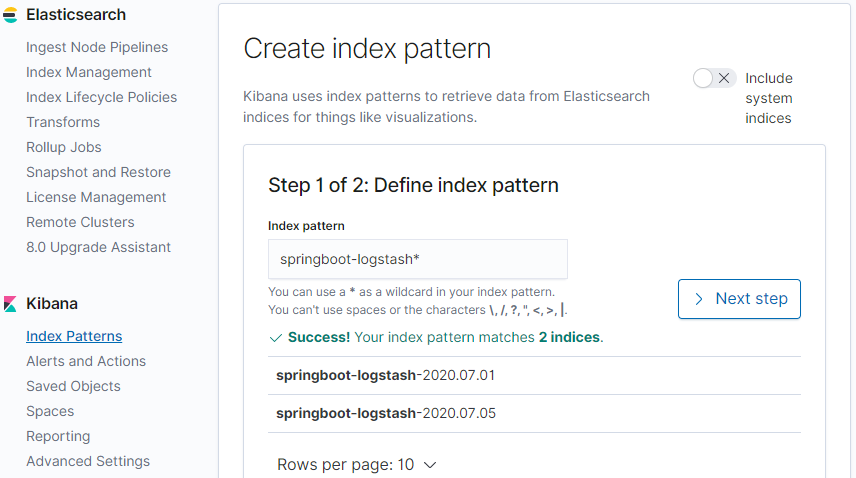 Elasticsearch
Ingest Node Pipelines
Index Management
Index Lifecycle Policies
Transforms
Rollup Jobs
Snapshot and Restore
License Management
Remote Clusters
8.0 Upgrade Assistant
Kibana
Index Patterns
Alerts and Actions
Saved Objects
Spaces
Reporting
Advanced Settings
Create index pattern
Kibana uses index patterns to retrieve data from Elasticsearch
indices for things like visualizations.
Include
system
indices
Step 1 of 2: Define index pattern
Index pattern
springboot-logstash*
You can use a * as a wildcard in your index pattern.
You can't use spaces or the characters \, /, ?, ", <, >, |.
Next step
Success! Your index pattern matches 2 indices.
springboot-logstash-2020.07.01
springboot-logstash-2020.07.05
Rows per page: 10